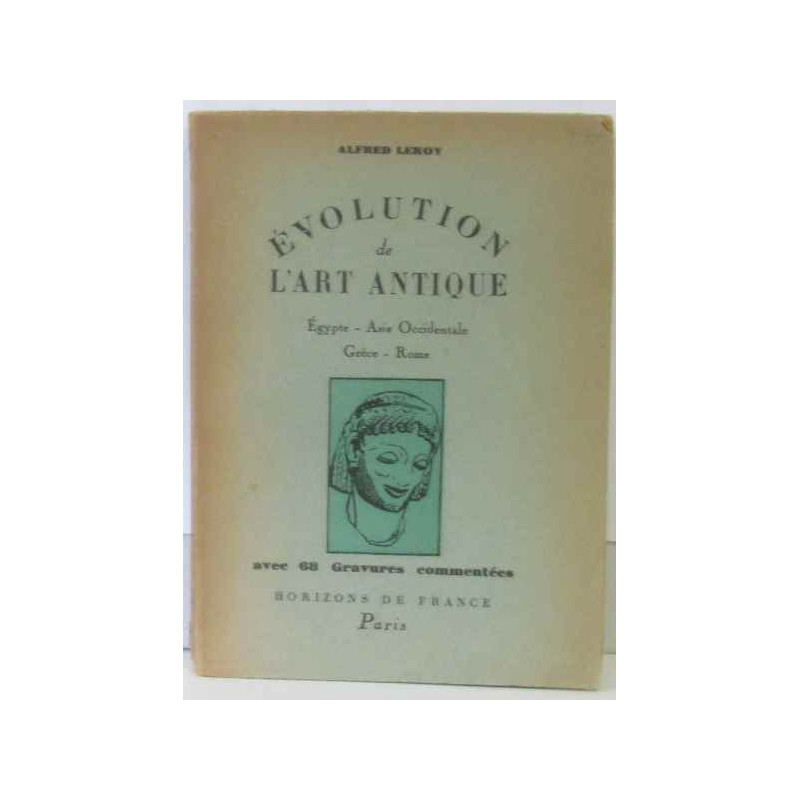 ALFRED LEROY
ÉVOLUTION
de
L'ART ANTIQUE
Égypte - Asie Occidentale
Grèce - Rome
avec 68 Gravures commentées
HORIZONS DE FRANCE
Paris